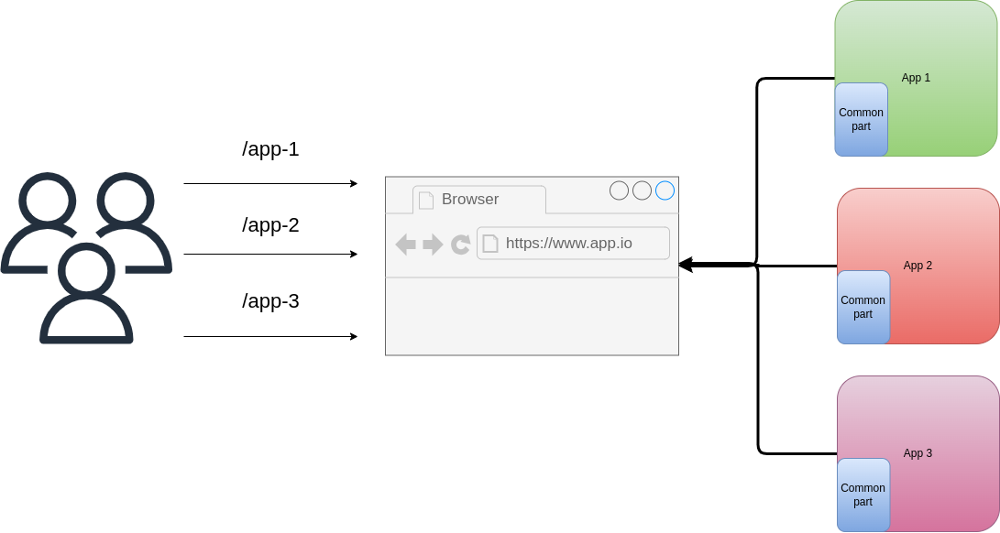 /app-1
/app-2
/app-3
Browser
https://www.app.io
App 1
Common
part
App 2
Common
part
App 3
Common
part